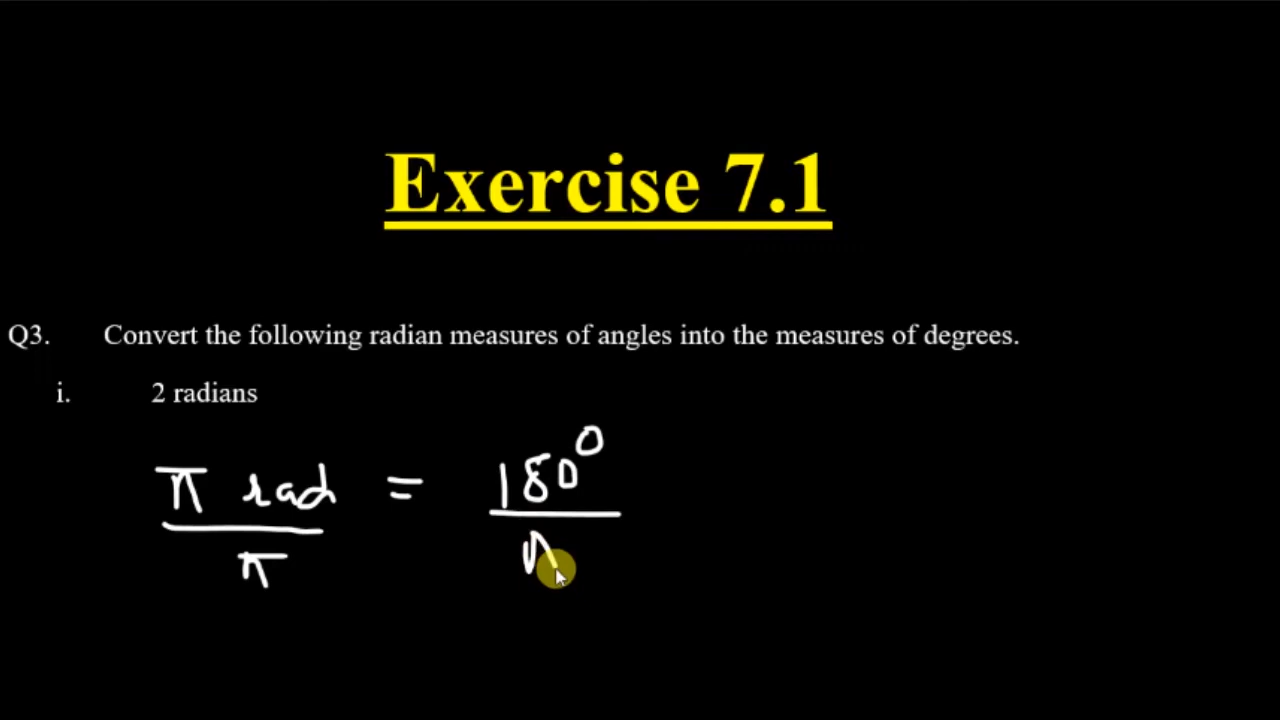 Exercise 7.1
Q3. Convert the following radian measures of angles into the measures of degrees.
i. 2 radians
π rad = 180°
π